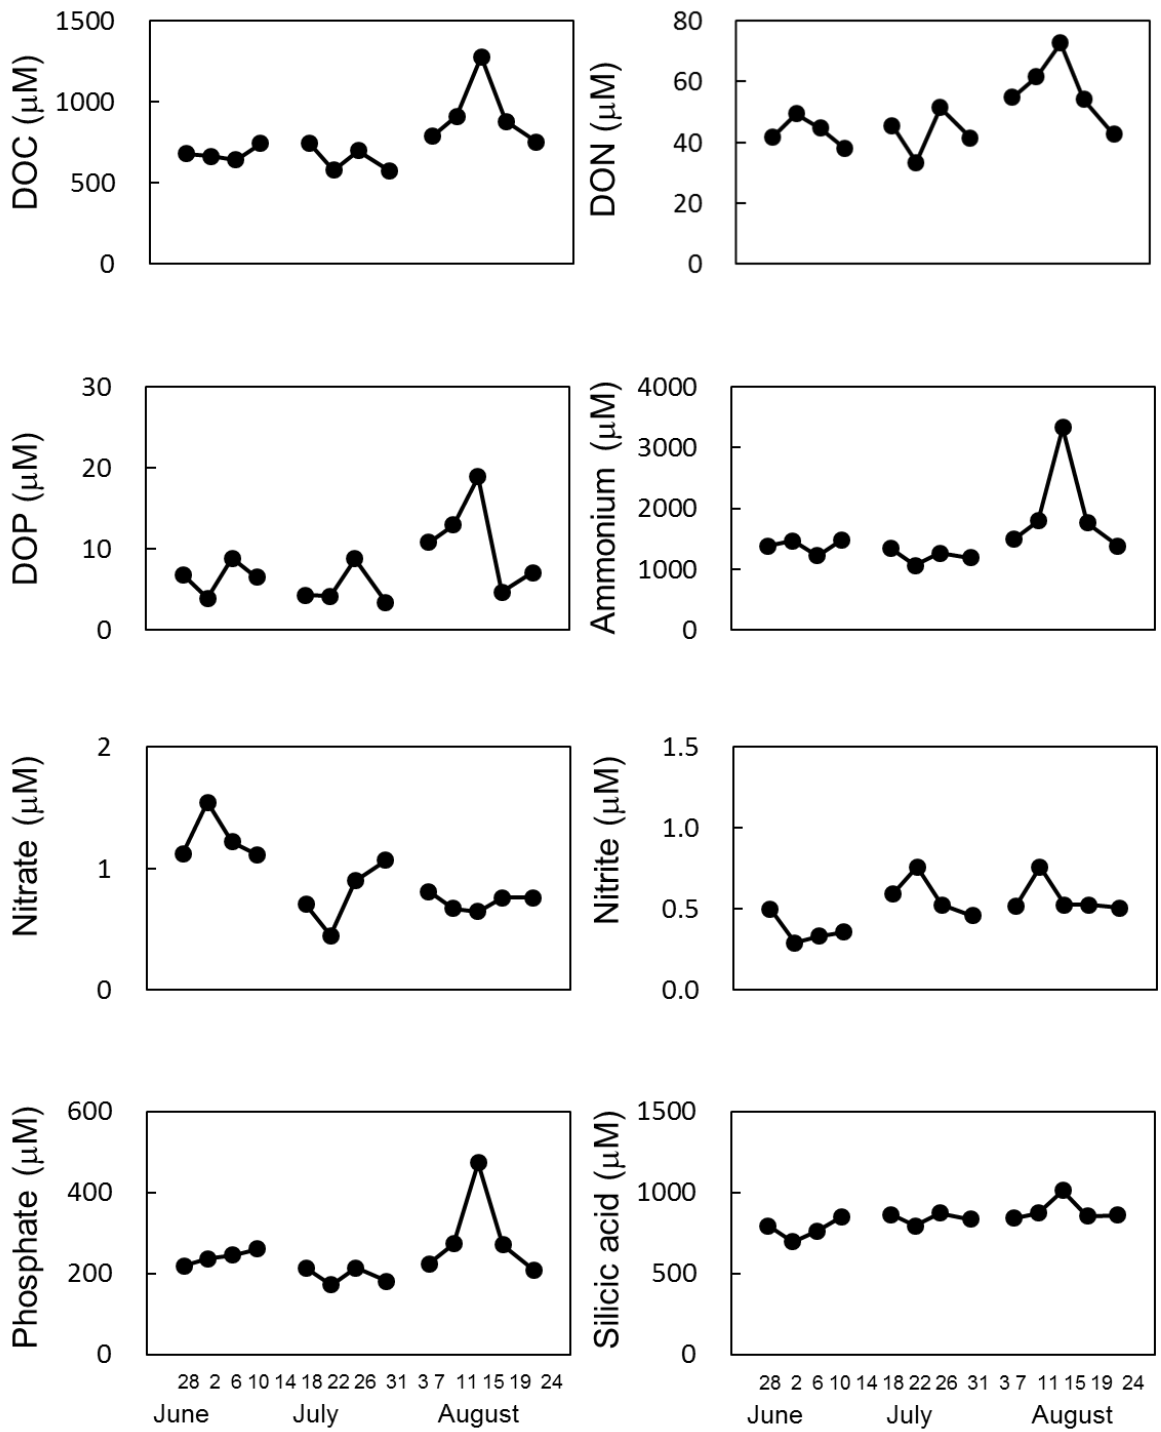 DOC (μM)
1500
1000
500
0
DON (μM)
80
60
40
20
0
DOP (μM)
30
20
10
0
Ammonium (μM)
4000
3000
2000
1000
0
Nitrate (μM)
2
1
0
Nitrite (μM)
1.5
1.0
0.5
0.0
Phosphate (μM)
600
400
200
0
Silicic acid (μM)
1500
1000
500
0
28 2 6 10 14 18 22 26 31 3 7 11 15 19 24
June July August
28 2 6 10 14 18 22 26 31 3 7 11 15 19 24
June July August